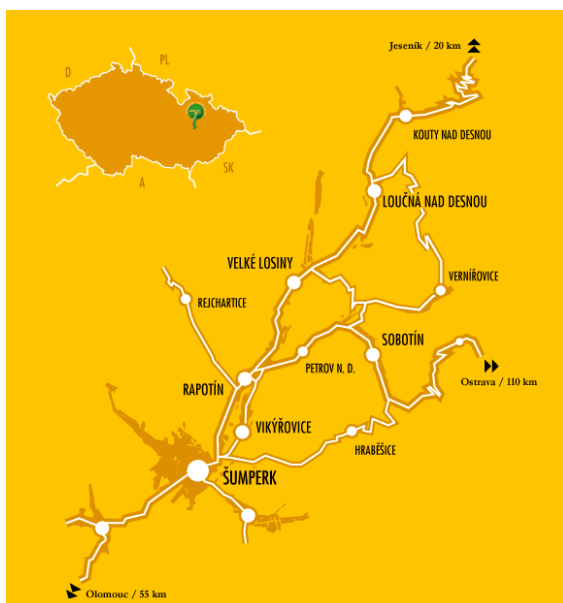 Jeseník / 20 km
PL
D
KOUTY NAD DESNOU
SK
A
LOUČNÁ NAD DESNOU
VELKÉ LOSINY
VERNÍŘOVICE
REJCHARTICE
SOBOTÍN
PETROV N. D.
Ostrava / 110 km
RAPOTÍN
VIKÝŘOVICE
HRABĚŠICE
ŠUMPERK
Olomouc / 55 km